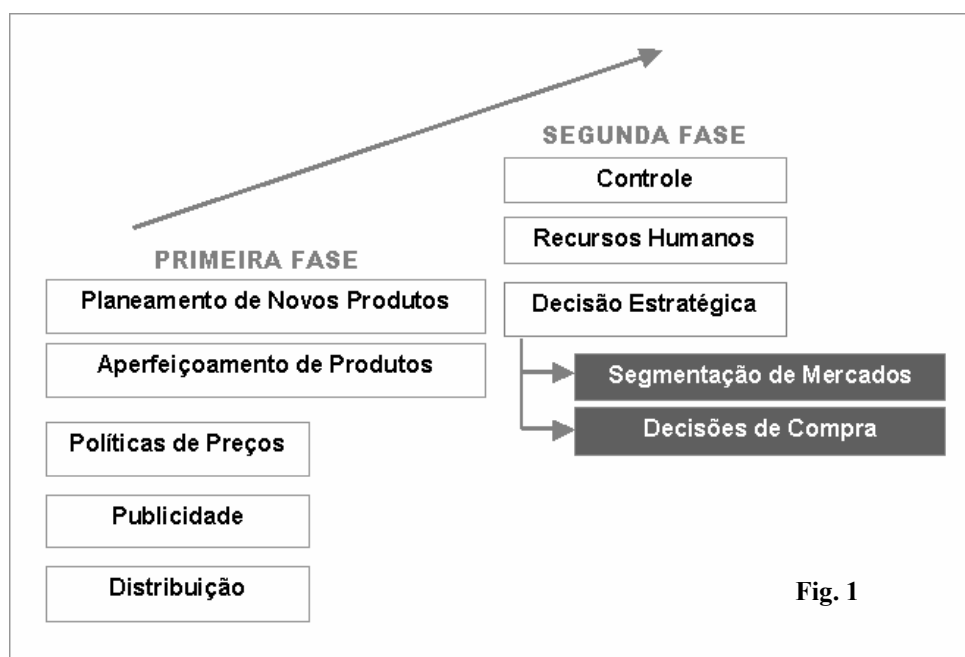 PRIMEIRA FASE
Planeamento de Novos Produtos
Aperfeiçoamento de Produtos
Políticas de Preços
Publicidade
Distribuição
SEGUNDA FASE
Controle
Recursos Humanos
Decisão Estratégica
Segmentação de Mercados
Decisões de Compra
Fig. 1